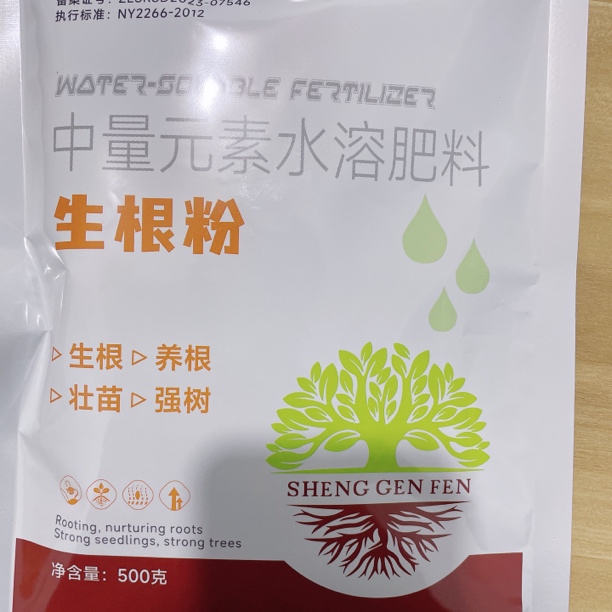 执行标准：NY2266-2012
WATER-SOLUBLE FERTILIZER
中量元素水溶肥料
生根粉
生根 养根
壮苗 强树
SHENG GEN FEN
Rooting, nurturing roots
Strong seedlings, strong trees
净含量：500克